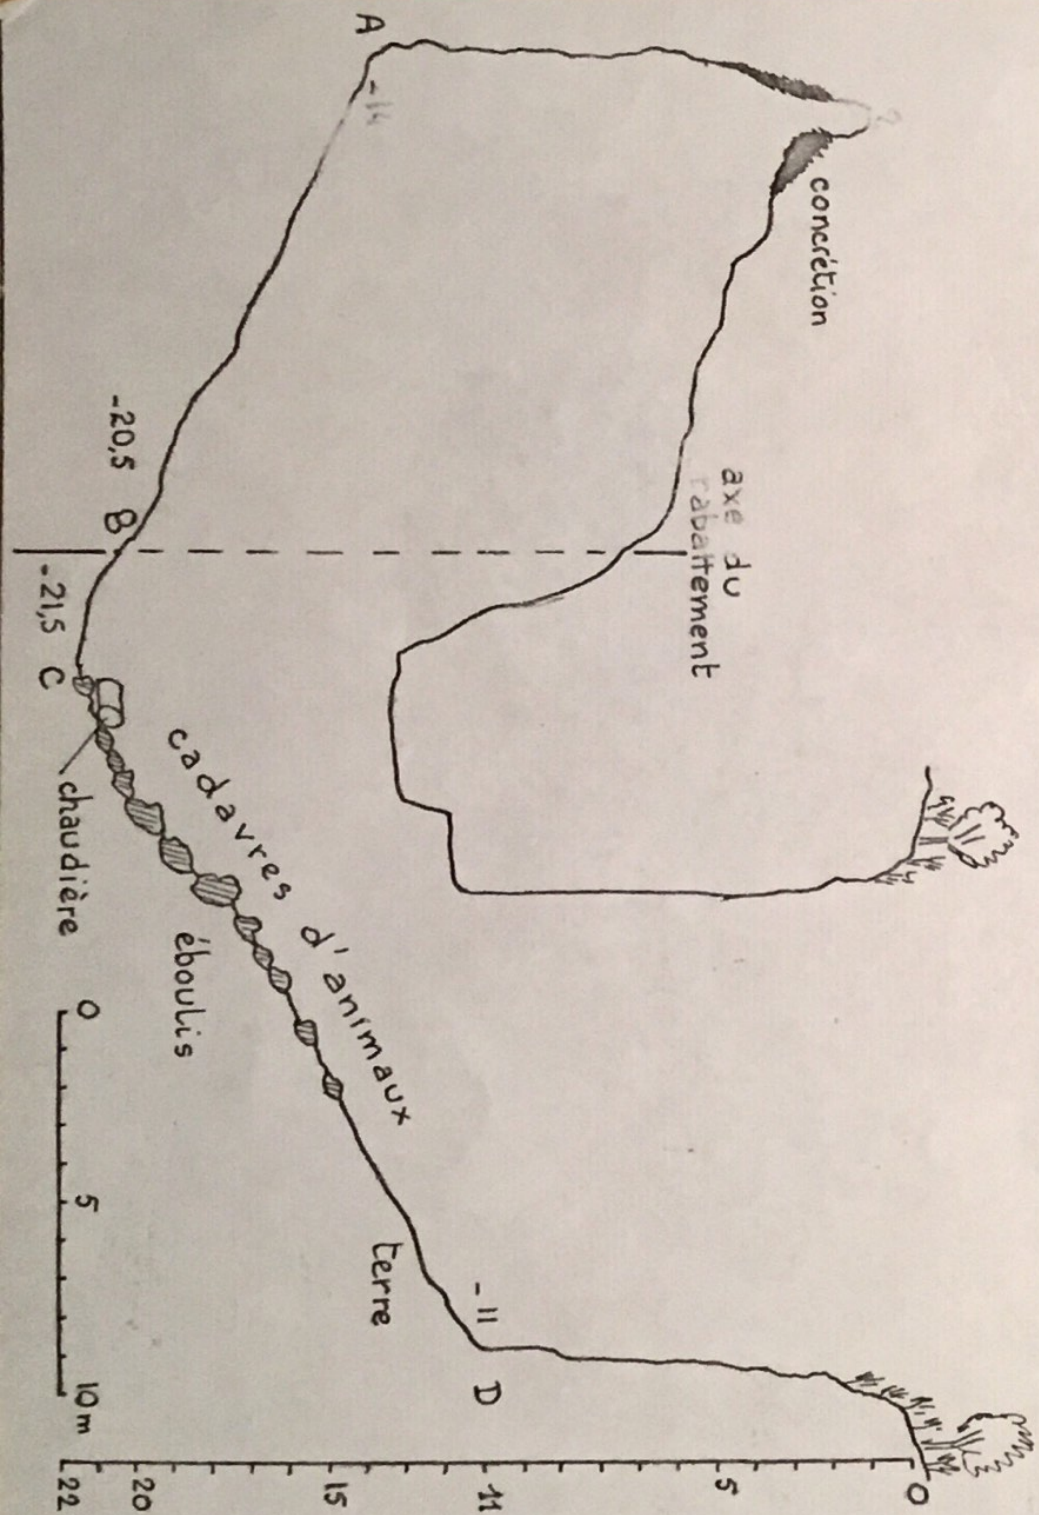 A
-14
concrétion
axe du
rabattement
-20,5
B
-21,5
C
chaudière
cadavres d'animaux
éboulis
terre
-11
D
0
5
10 m
0
5
11
15
20
22
?